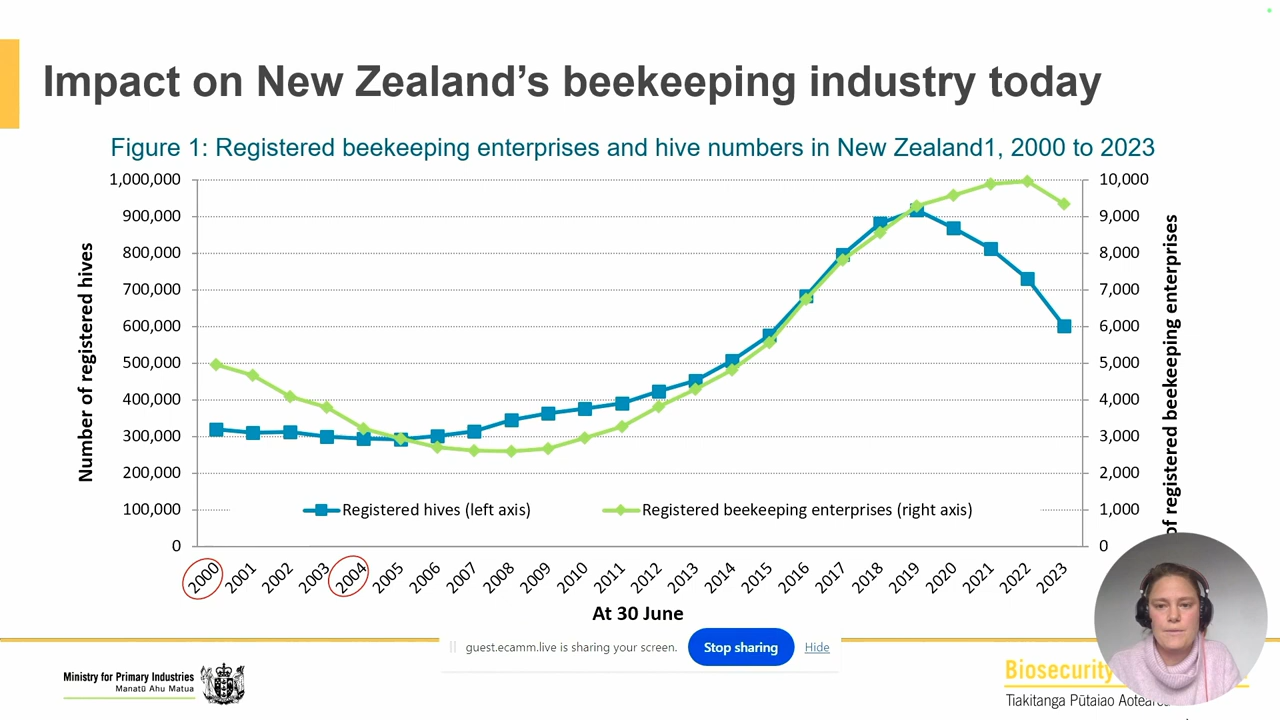 Impact on New Zealand's beekeeping industry today
Figure 1: Registered beekeeping enterprises and hive numbers in New Zealand1, 2000 to 2023
1,000,000
900,000
800,000
700,000
600,000
500,000
400,000
300,000
200,000
100,000
0
Number of registered hives
10,000
9,000
8,000
7,000
6,000
5,000
4,000
3,000
2,000
1,000
0
of registered beekeeping enterprises
Registered hives (left axis)
Registered beekeeping enterprises (right axis)
2000 2001 2002 2003 2004 2005 2006 2007 2008 2009 2010 2011 2012 2013 2014 2015 2016 2017 2018 2019 2020 2021 2022 2023
At 30 June
guest.ecamm.live is sharing your screen. Stop sharing Hide
Ministry for Primary Industries
Manatū Ahu Matua
Biosecurity
Tiakitanga Pūtaiao